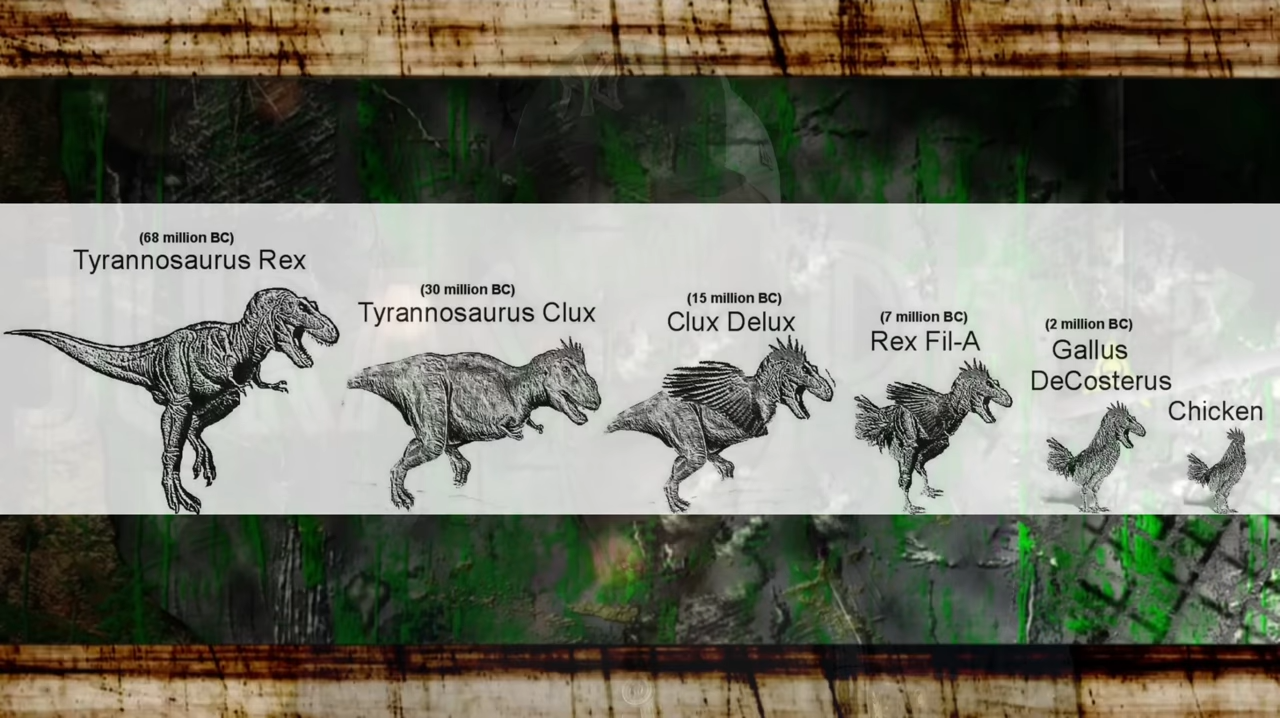 (68 million BC)
Tyrannosaurus Rex
(30 million BC)
Tyrannosaurus Clux
(15 million BC)
Clux Delux
(7 million BC)
Rex Fil-A
(2 million BC)
Gallus
DeCosterus
Chicken